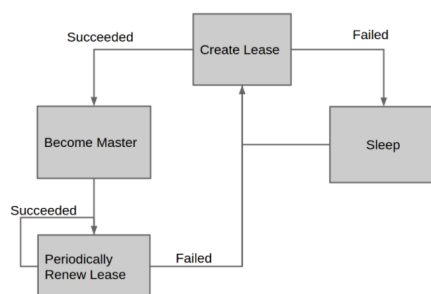 Succeeded
Failed
Create Lease
Become Master
Sleep
Succeeded
Periodically
Renew Lease
Failed